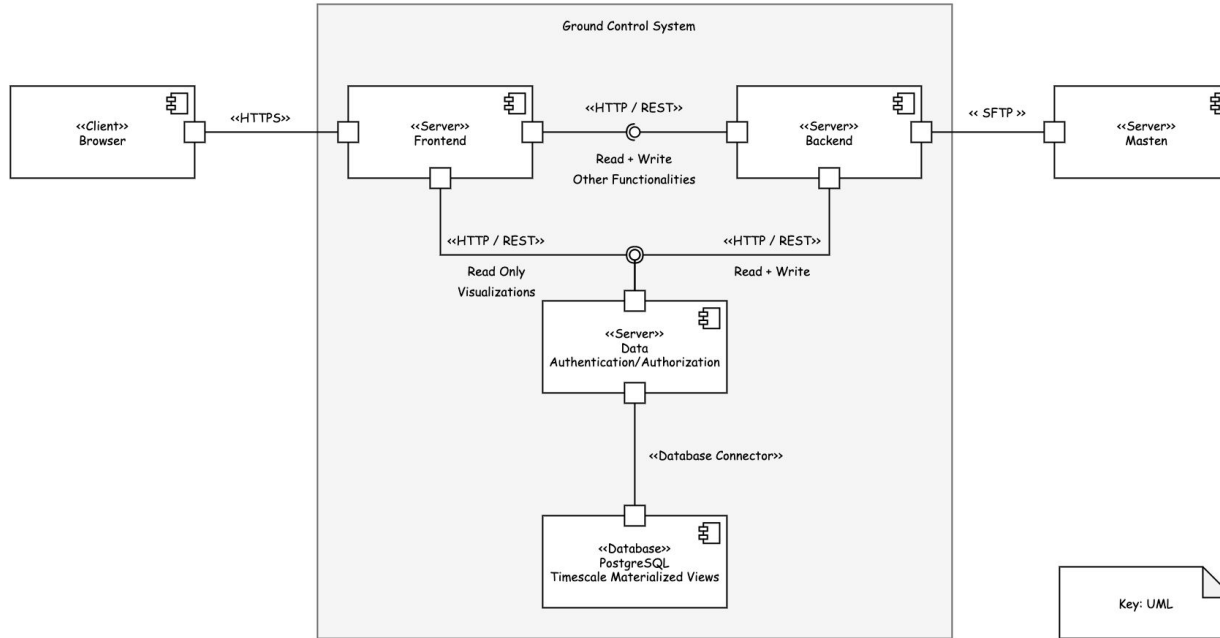 Ground Control System
‹‹Client››
Browser
‹‹HTTPS››
‹‹Server››
Frontend
‹‹HTTP / REST››
Read + Write
Other Functionalities
‹‹Server››
Backend
‹‹ SFTP ››
‹‹Server››
Masten
‹‹HTTP / REST››
Read Only
Visualizations
‹‹HTTP / REST››
Read + Write
‹‹Server››
Data
Authentication/Authorization
‹‹Database Connector››
‹‹Database››
PostgreSQL
Timescale Materialized Views
Key: UML